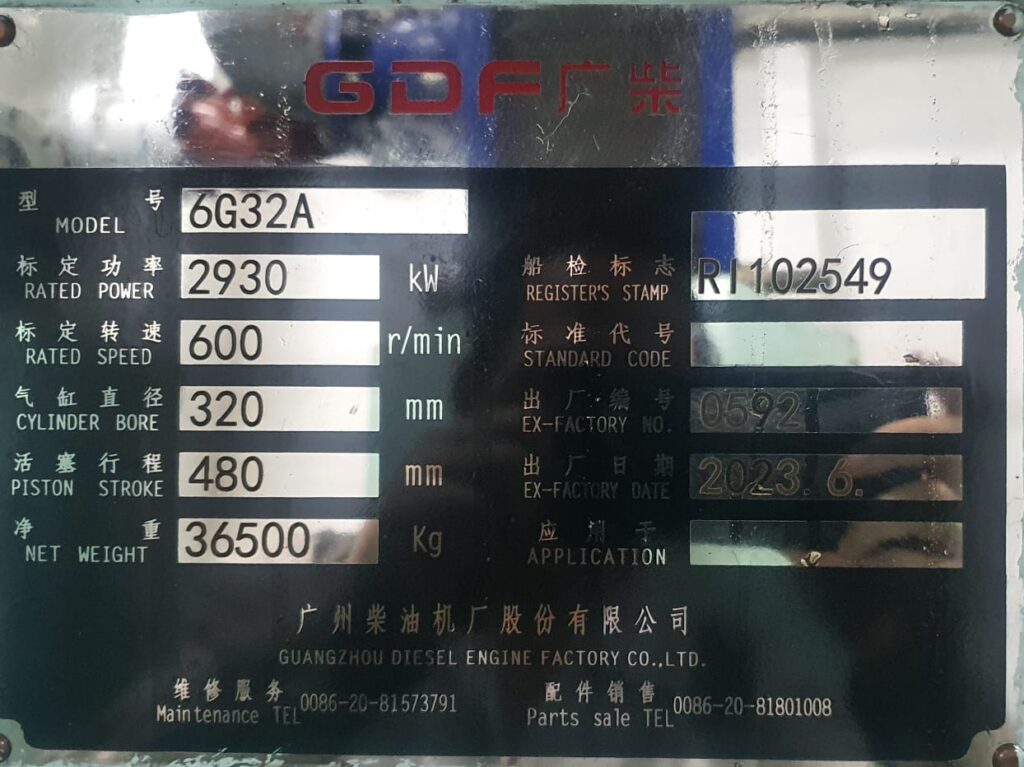 GDF广柴
型 号 6G32A
MODEL
标定功率 2930 kW
RATED POWER
船检标志 RI102549
REGISTER'S STAMP
标定转速 600 r/min
RATED SPEED
标准代号
STANDARD CODE
气缸直径 320 mm
CYLINDER BORE
出厂编号 0592
EX-FACTORY NO.
活塞行程 480 mm
PISTON STROKE
出厂日期 2023.6.
EX-FACTORY DATE
净 重 36500 Kg
NET WEIGHT
应用于
APPLICATION
广州柴油机厂股份有限公司
GUANGZHOU DIESEL ENGINE FACTORY CO.,LTD.
维修服务 0086-20-81573791
Maintenance TEL
配件销售 0086-20-81801008
Parts sale TEL